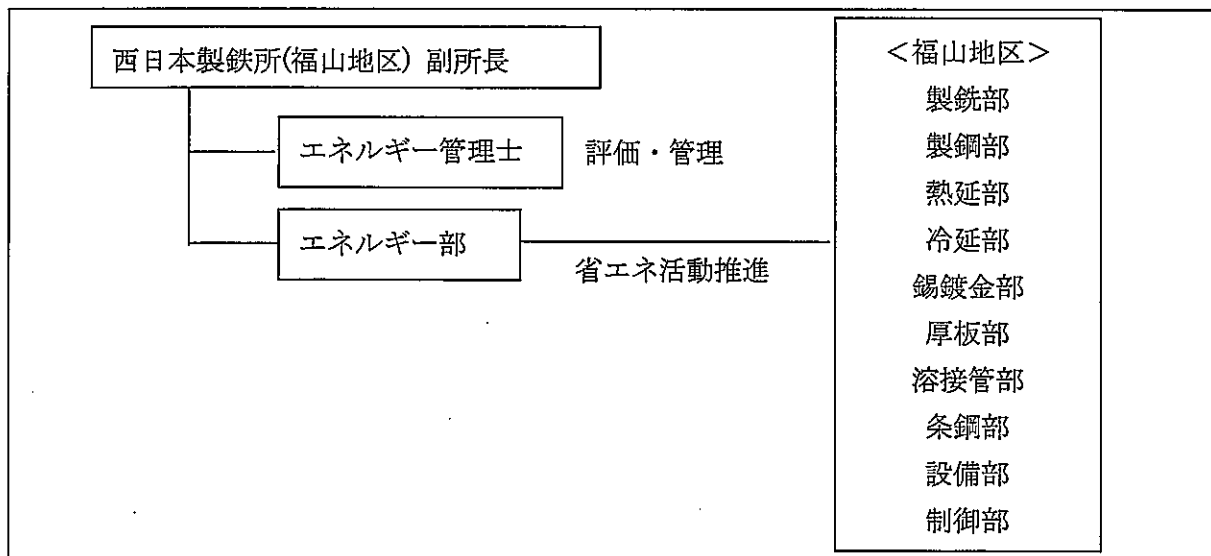 西日本製鉄所(福山地区) 副所長
エネルギー管理士 評価・管理
エネルギー部
省エネ活動推進
<福山地区>
製銑部
製鋼部
熱延部
冷延部
錫鍍金部
厚板部
溶接管部
条鋼部
設備部
制御部